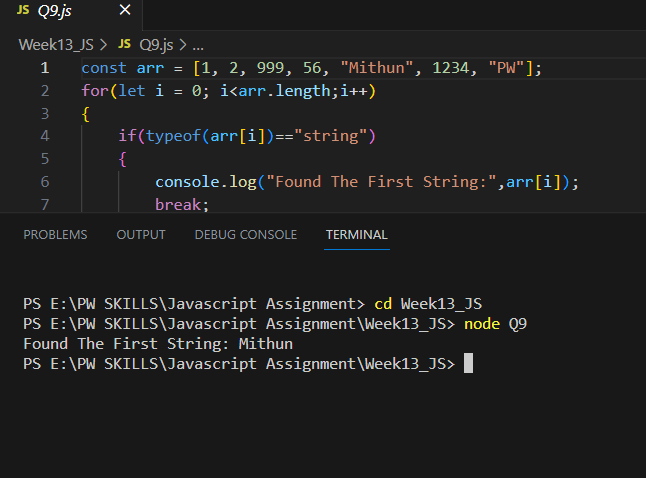 JS Q9.js ×
Week13_JS > JS Q9.js > ...
1 const arr = [1, 2, 999, 56, "Mithun", 1234, "PW"];
2 for(let i = 0; i<arr.length;i++)
3 {
4 if(typeof(arr[i])=="string")
5 {
6 console.log("Found The First String:",arr[i]);
7 break;
PROBLEMS OUTPUT DEBUG CONSOLE TERMINAL
PS E:\PW SKILLS\Javascript Assignment> cd Week13_JS
PS E:\PW SKILLS\Javascript Assignment\Week13_JS> node Q9
Found The First String: Mithun
PS E:\PW SKILLS\Javascript Assignment\Week13_JS>